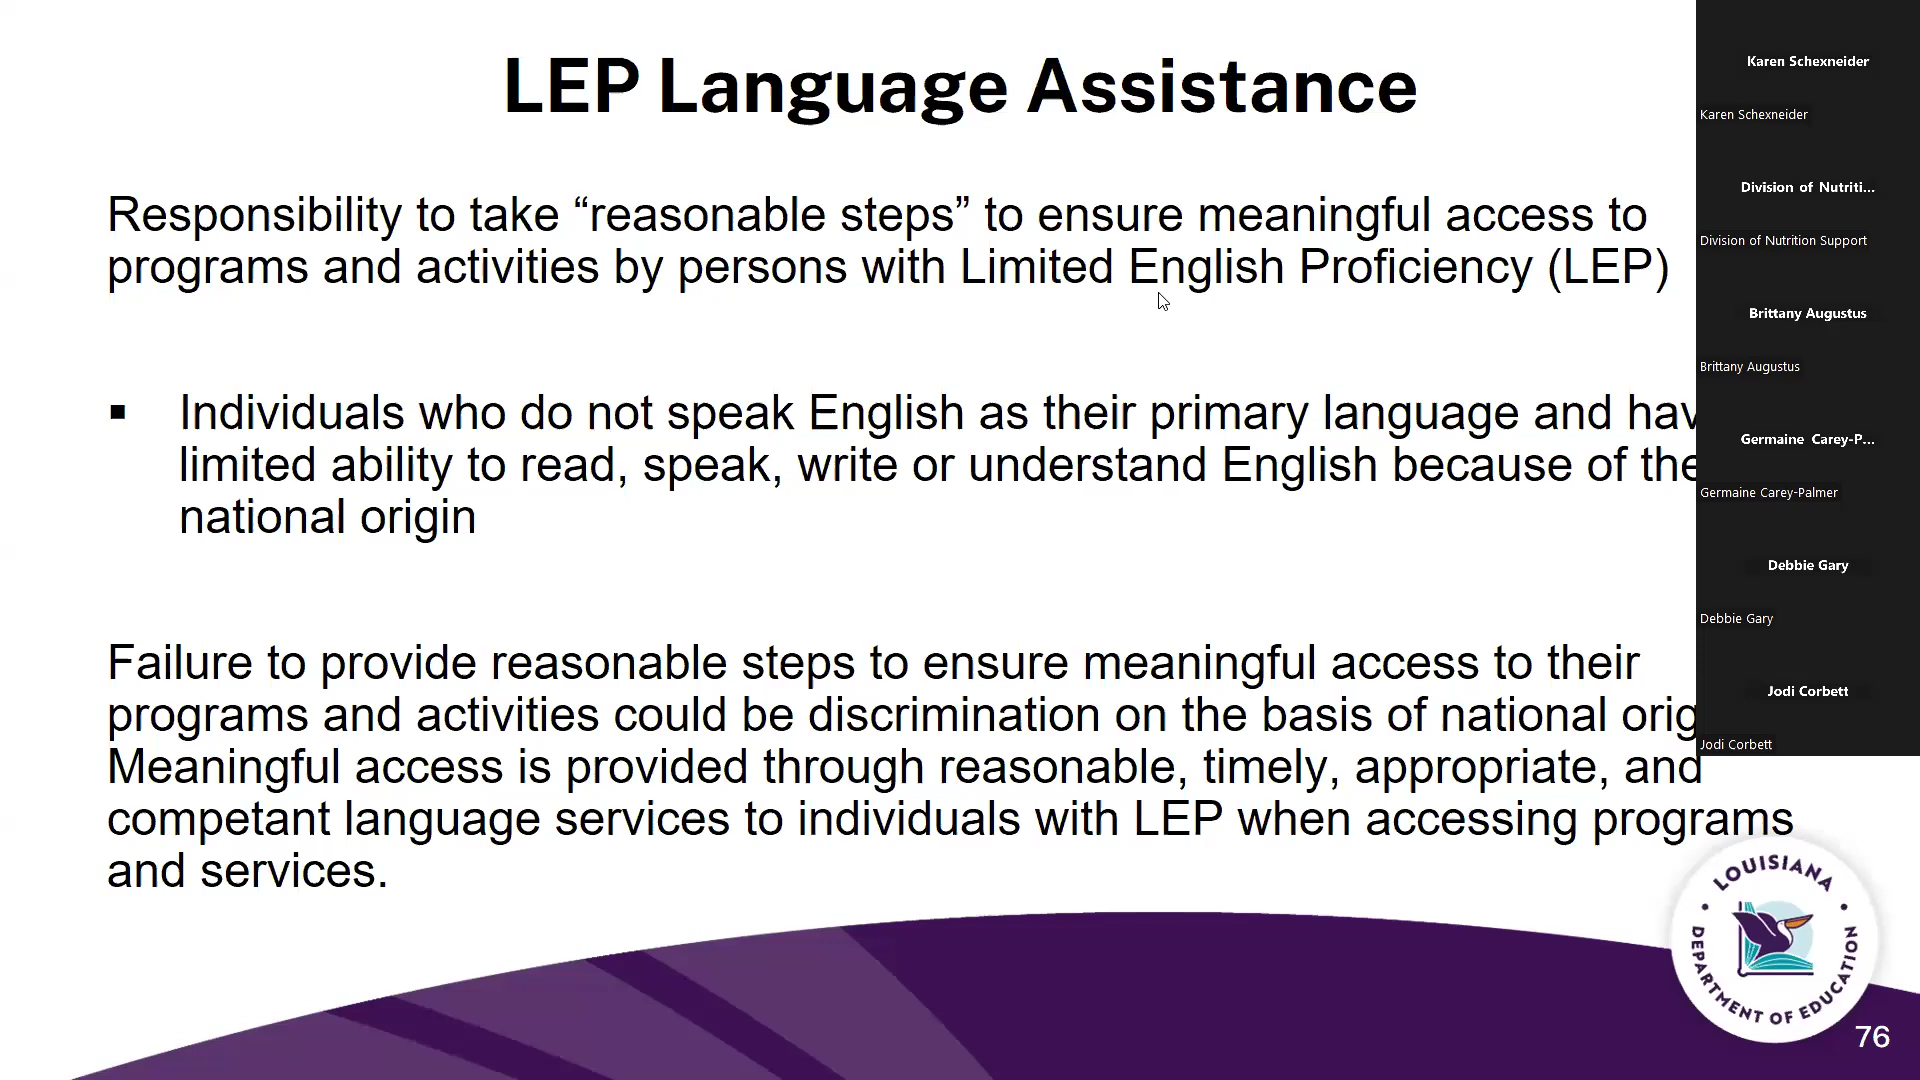 LEP Language Assistance
Responsibility to take “reasonable steps” to ensure meaningful access to
programs and activities by persons with Limited English Proficiency (LEP)
▪ Individuals who do not speak English as their primary language and hav
limited ability to read, speak, write or understand English because of the
national origin
Failure to provide reasonable steps to ensure meaningful access to their
programs and activities could be discrimination on the basis of national orig
Meaningful access is provided through reasonable, timely, appropriate, and
competant language services to individuals with LEP when accessing programs
and services.
Karen Schexneider
Karen Schexneider
Division of Nutriti...
Division of Nutrition Support
Brittany Augustus
Brittany Augustus
Germaine Carey-P...
Germaine Carey-Palmer
Debbie Gary
Debbie Gary
Jodi Corbett
Jodi Corbett
LOUISIANA
DEPARTMENT OF EDUCATION
76